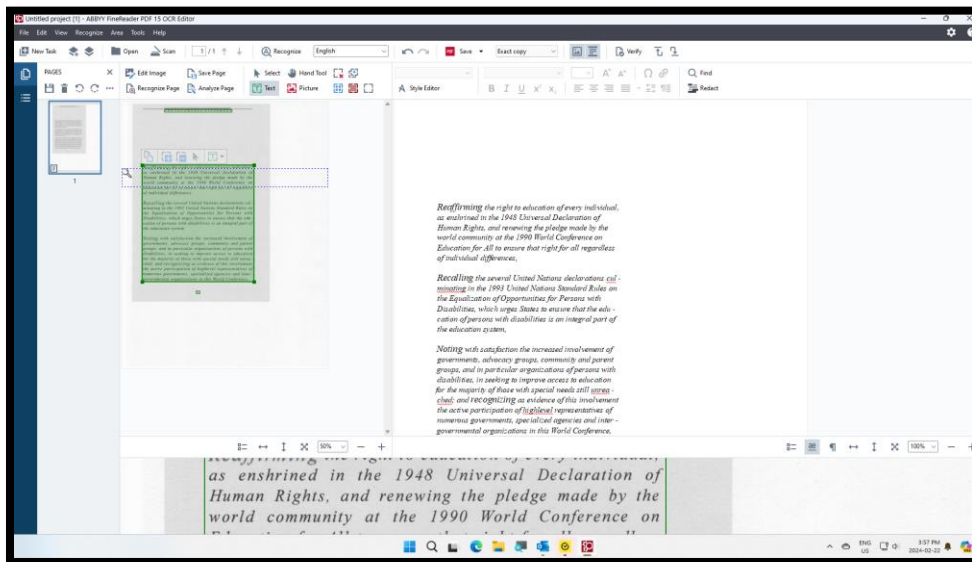 Untitled project [1] - ABBYY FineReader PDF 15 OCR Editor
File Edit View Recognize Area Tools Help
New Task Open Scan 1 / 1 Recognize English Save Exact copy Verify
PAGES Edit Image Save Page Select Hand Tool Find
Recognize Page Analyze Page Text Picture Style Editor B I U x² x₂ Redact
1
Reaffirming the right to education of every individual,
as enshrined in the 1948 Universal Declaration of
Human Rights, and renewing the pledge made by the
world community at the 1990 World Conference on
Education for All to ensure that right for all regardless
of individual differences,
Recalling the several United Nations declarations cul -
minating in the 1993 United Nations Standard Rules on
the Equalization of Opportunities for Persons with
Disabilities, which urges States to ensure that the edu -
cation of persons with disabilities is an integral part of
the education system,
Noting with satisfaction the increased involvement of
governments, advocacy groups, community and parent
groups, and in particular organizations of persons with
disabilities, in seeking to improve access to education
for the majority of those with special needs still unrea -
ched; and recognizing as evidence of this involvement
the active participation of highlevel representatives of
numerous governments, specialized agencies and inter -
governmental organizations in this World Conference,
50% 100%
Reaffirming the right to education of every individual,
as enshrined in the 1948 Universal Declaration of
Human Rights, and renewing the pledge made by the
world community at the 1990 World Conference on
ENG
US
3:57 PM
2024-02-22